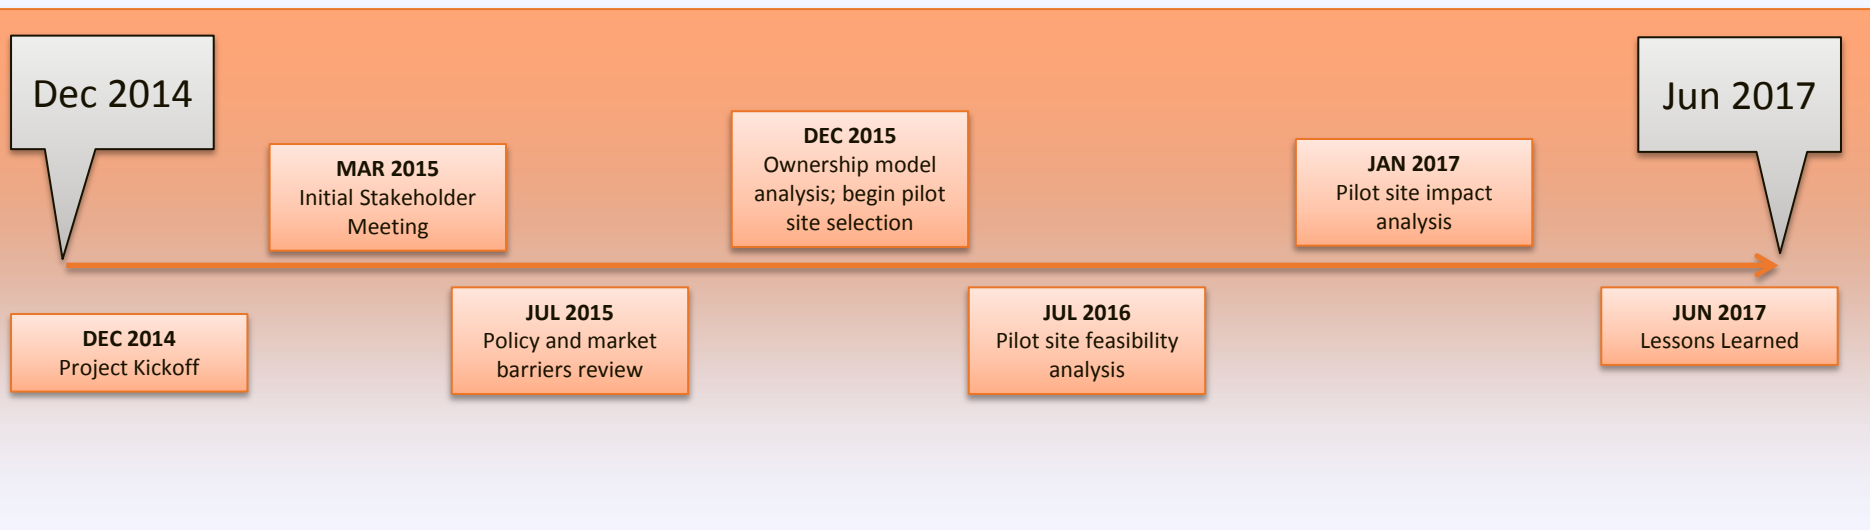 Dec 2014
Jun 2017
MAR 2015
Initial Stakeholder
Meeting
DEC 2015
Ownership model
analysis; begin pilot
site selection
JAN 2017
Pilot site impact
analysis
DEC 2014
Project Kickoff
JUL 2015
Policy and market
barriers review
JUL 2016
Pilot site feasibility
analysis
JUN 2017
Lessons Learned